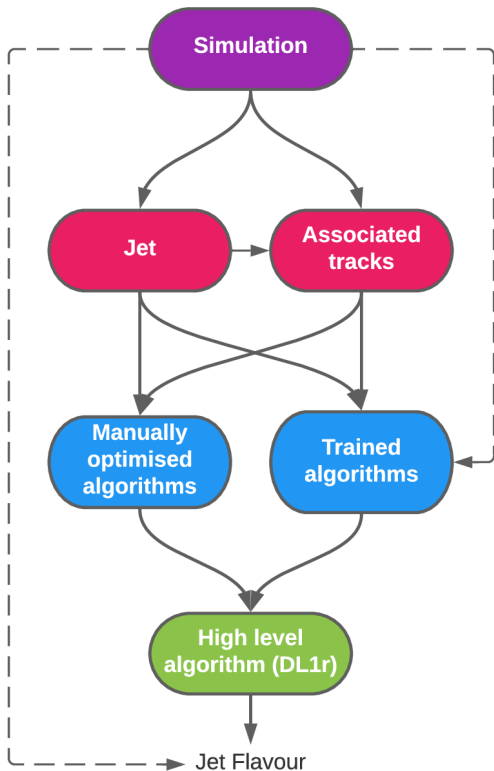 Simulation
Jet
Associated
tracks
Manually
optimised
algorithms
Trained
algorithms
High level
algorithm (DL1r)
Jet Flavour